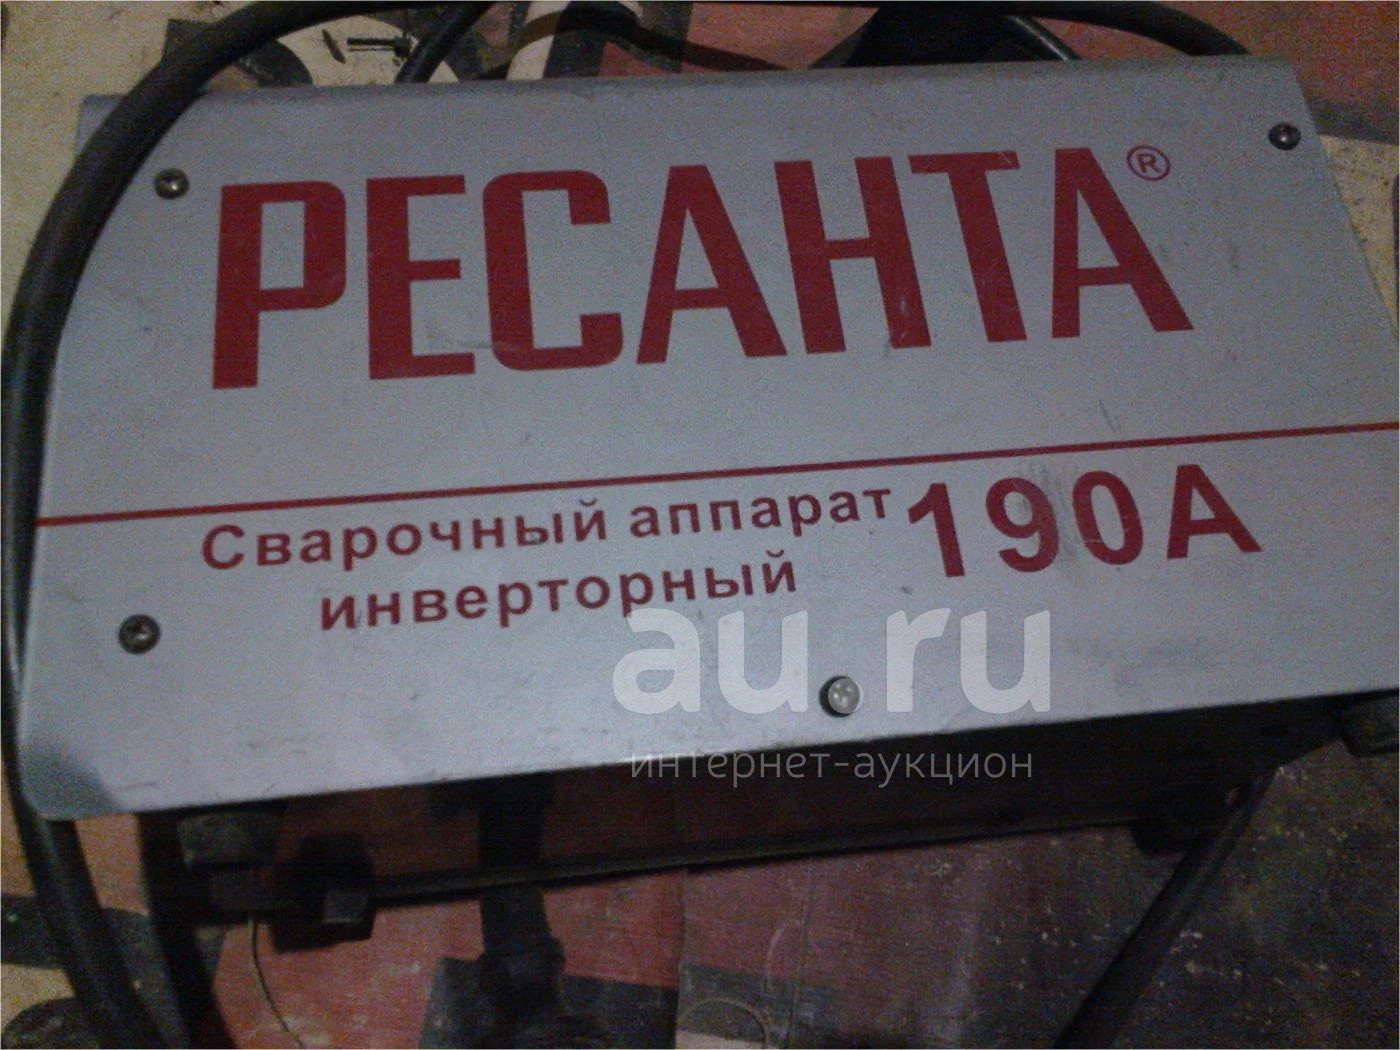 РЕСАНТА®
Сварочный аппарат 190А
инверторный
au.ru
интернет-аукцион